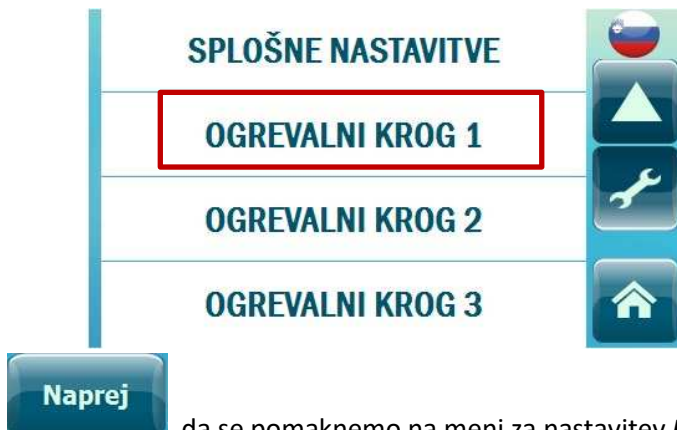 SPLOŠNE NASTAVITVE
OGREVALNI KROG 1
OGREVALNI KROG 2
OGREVALNI KROG 3
Naprej
da se pomaknemo na meni za nastavitev